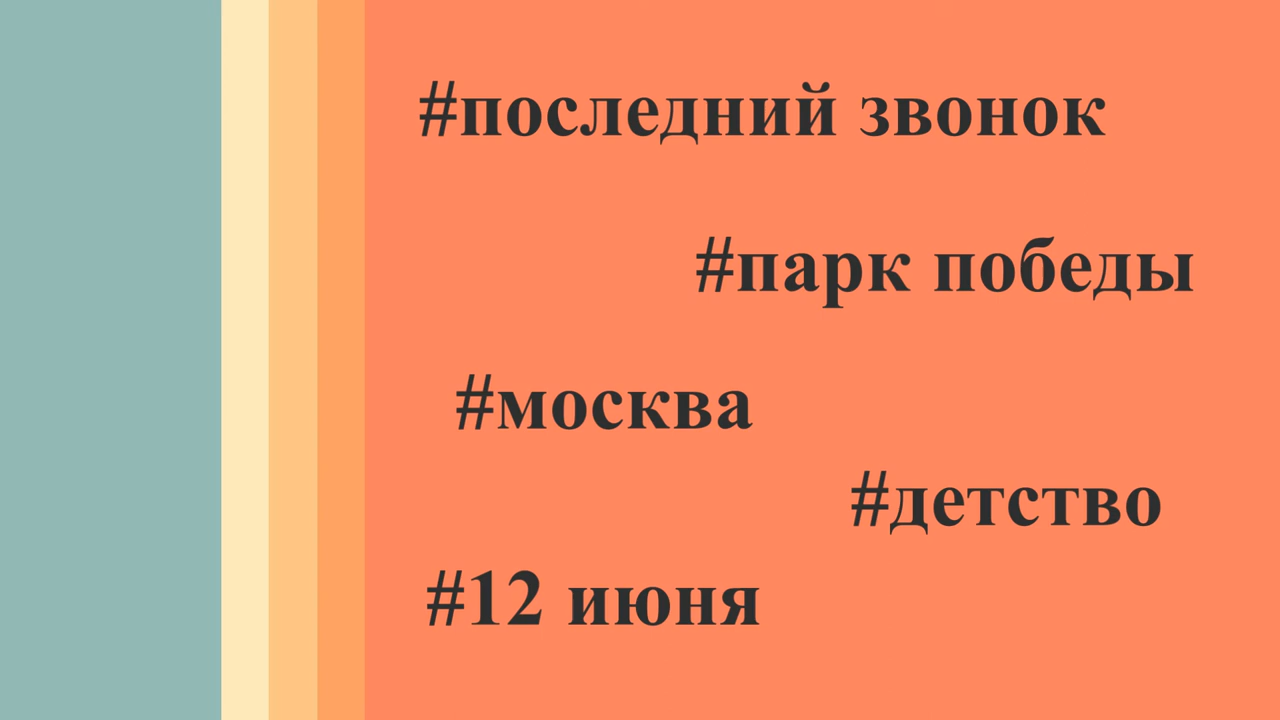 #последний звонок
#парк победы
#москва
#детство
#12 июня